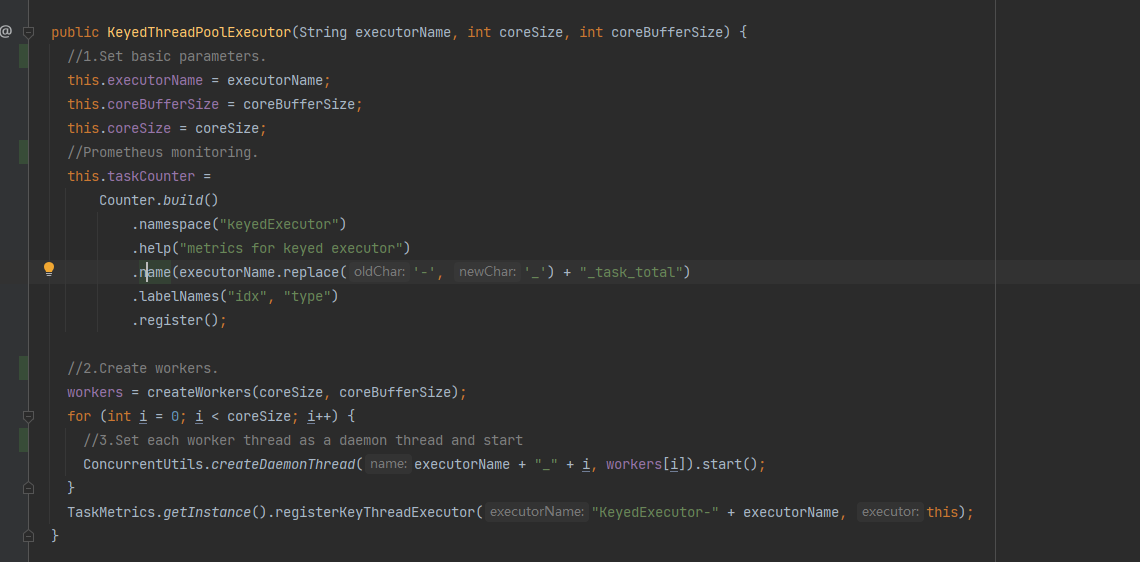 @
public KeyedThreadPoolExecutor(String executorName, int coreSize, int coreBufferSize) {
//1.Set basic parameters.
this.executorName = executorName;
this.coreBufferSize = coreBufferSize;
this.coreSize = coreSize;
//Prometheus monitoring.
this.taskCounter =
Counter.build()
.namespace("keyedExecutor")
.help("metrics for keyed executor")
.name(executorName.replace( oldChar: '-', newChar: '_') + "_task_total")
.labelNames("idx", "type")
.register();
//2.Create workers.
workers = createWorkers(coreSize, coreBufferSize);
for (int i = 0; i < coreSize; i++) {
//3.Set each worker thread as a daemon thread and start
ConcurrentUtils.createDaemonThread( name: executorName + "_" + i, workers[i]).start();
}
TaskMetrics.getInstance().registerKeyThreadExecutor( executorName: "KeyedExecutor-" + executorName, executor: this);
}